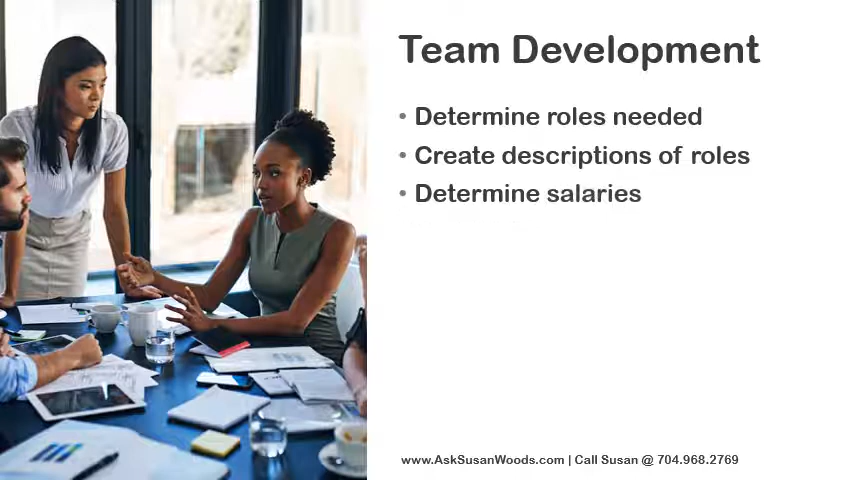 Team Development
• Determine roles needed
• Create descriptions of roles
• Determine salaries
www.AskSusanWoods.com | Call Susan @ 704.968.2769